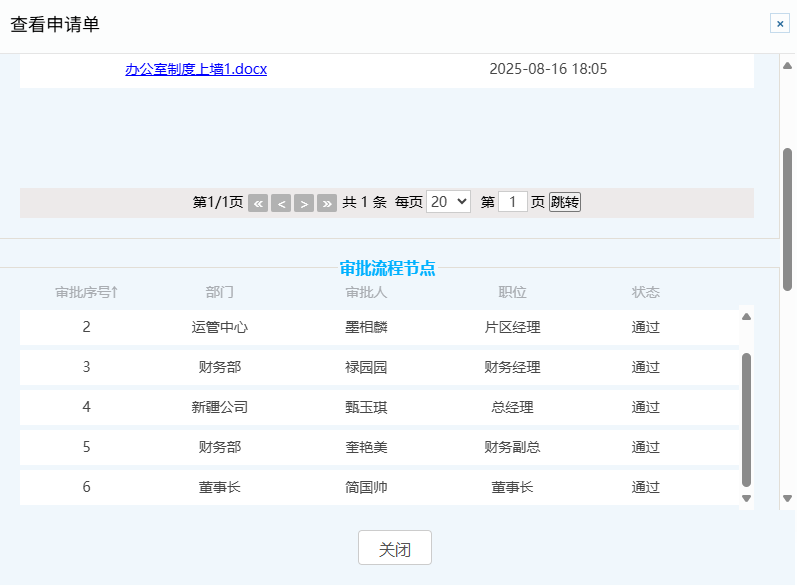 查看申请单
×
办公室制度上墙1.docx 2025-08-16 18:05
第1/1页 « < > » 共 1 条 每页 20 第 1 页 跳转
审批流程节点
审批序号↑ 部门 审批人 职位 状态
2 运管中心 墨相麟 片区经理 通过
3 财务部 禄园园 财务经理 通过
4 新疆公司 甄玉琪 总经理 通过
5 财务部 奎艳美 财务副总 通过
6 董事长 简国帅 董事长 通过
关闭